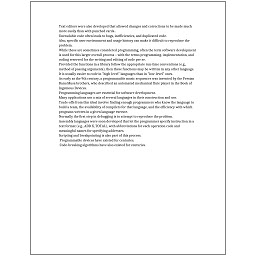 Text editors were also developed that allowed changes and corrections to be made much
more easily than with punched cards.
Unreadable code often leads to bugs, inefficiencies, and duplicated code.
Also, specific user environment and usage history can make it difficult to reproduce the
problem.
While these are sometimes considered programming, often the term software development
is used for this larger overall process – with the terms programming, implementation, and
coding reserved for the writing and editing of code per se.
Provided the functions in a library follow the appropriate run-time conventions (e.g.,
method of passing arguments), then these functions may be written in any other language.
It is usually easier to code in "high-level" languages than in "low-level" ones.
As early as the 9th century, a programmable music sequencer was invented by the Persian
Banu Musa brothers, who described an automated mechanical flute player in the Book of
Ingenious Devices.
Programming languages are essential for software development.
Many applications use a mix of several languages in their construction and use.
Trade-offs from this ideal involve finding enough programmers who know the language to
build a team, the availability of compilers for that language, and the efficiency with which
programs written in a given language execute.
Normally the first step in debugging is to attempt to reproduce the problem.
Assembly languages were soon developed that let the programmer specify instruction in a
text format (e.g., ADD X, TOTAL), with abbreviations for each operation code and
meaningful names for specifying addresses.
Scripting and breakpointing is also part of this process.
Programmable devices have existed for centuries.
Code-breaking algorithms have also existed for centuries.